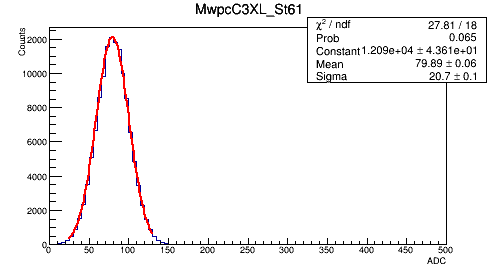 MwpcC3XL_St61
χ² / ndf 27.81 / 18
Prob 0.065
Constant 1.209e+04 ± 4.361e+01
Mean 79.89 ± 0.06
Sigma 20.7 ± 0.1
Counts
12000
10000
8000
6000
4000
2000
0
0 50 100 150 200 250 300 350 400 450 500
ADC